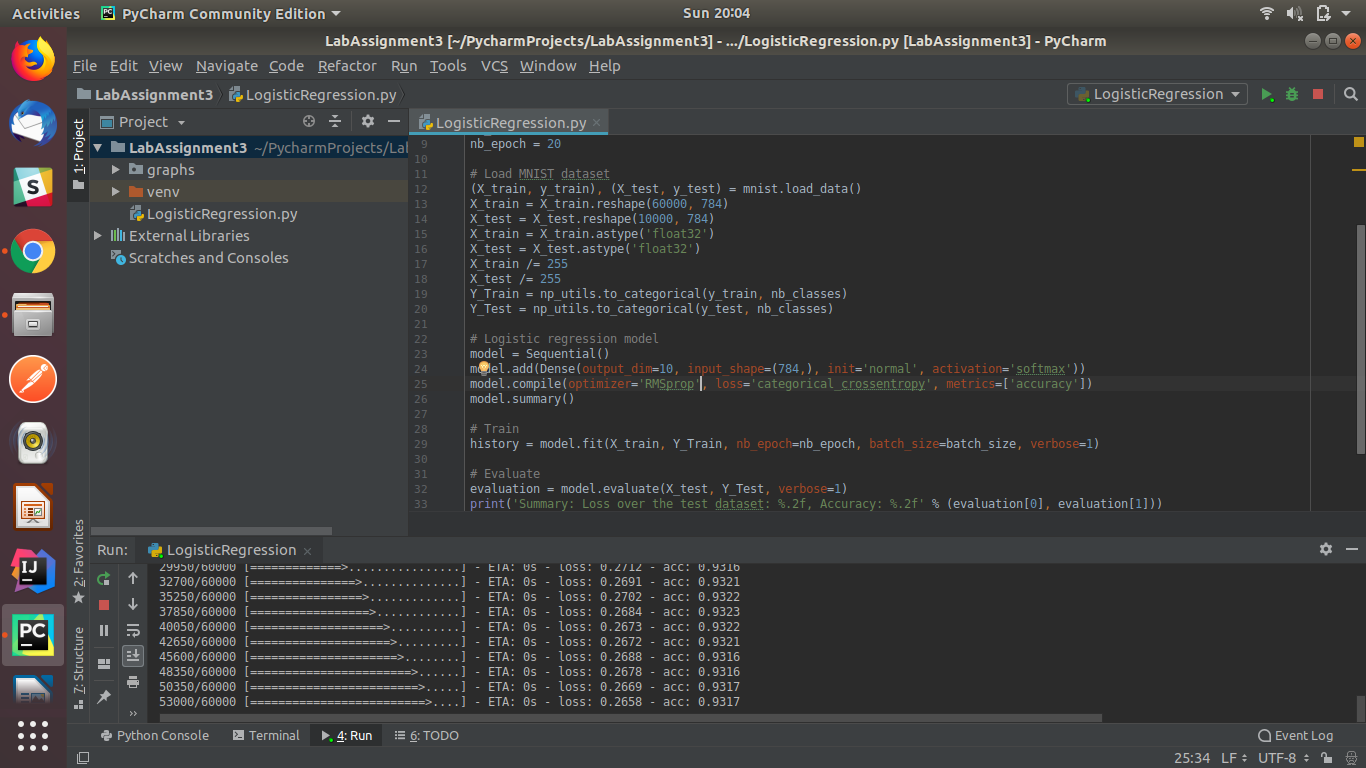 Activities PyCharm Community Edition Sun 20:04
LabAssignment3 [~/PycharmProjects/LabAssignment3] - .../LogisticRegression.py [LabAssignment3] - PyCharm
File Edit View Navigate Code Refactor Run Tools VCS Window Help
LabAssignment3 LogisticRegression.py LogisticRegression
1: Project
Project
LabAssignment3 ~/PycharmProjects/Lab
graphs
venv
LogisticRegression.py
External Libraries
Scratches and Consoles
LogisticRegression.py
9 nb_epoch = 20
10
11 # Load MNIST dataset
12 (X_train, y_train), (X_test, y_test) = mnist.load_data()
13 X_train = X_train.reshape(60000, 784)
14 X_test = X_test.reshape(10000, 784)
15 X_train = X_train.astype('float32')
16 X_test = X_test.astype('float32')
17 X_train /= 255
18 X_test /= 255
19 Y_Train = np_utils.to_categorical(y_train, nb_classes)
20 Y_Test = np_utils.to_categorical(y_test, nb_classes)
21
22 # Logistic regression model
23 model = Sequential()
24 model.add(Dense(output_dim=10, input_shape=(784,), init='normal', activation='softmax'))
25 model.compile(optimizer='RMSprop', loss='categorical_crossentropy', metrics=['accuracy'])
26 model.summary()
27
28 # Train
29 history = model.fit(X_train, Y_Train, nb_epoch=nb_epoch, batch_size=batch_size, verbose=1)
30
31 # Evaluate
32 evaluation = model.evaluate(X_test, Y_Test, verbose=1)
33 print('Summary: Loss over the test dataset: %.2f, Accuracy: %.2f' % (evaluation[0], evaluation[1]))
2: Favorites
7: Structure
Run: LogisticRegression
29950/60000 [=============>................] - ETA: 0s - loss: 0.2712 - acc: 0.9316
32700/60000 [===============>..............] - ETA: 0s - loss: 0.2691 - acc: 0.9321
35250/60000 [================>.............] - ETA: 0s - loss: 0.2702 - acc: 0.9322
37850/60000 [=================>............] - ETA: 0s - loss: 0.2684 - acc: 0.9323
40050/60000 [===================>..........] - ETA: 0s - loss: 0.2673 - acc: 0.9322
42650/60000 [====================>.........] - ETA: 0s - loss: 0.2672 - acc: 0.9321
45600/60000 [=====================>........] - ETA: 0s - loss: 0.2688 - acc: 0.9316
48350/60000 [=======================>......] - ETA: 0s - loss: 0.2678 - acc: 0.9316
50350/60000 [========================>.....] - ETA: 0s - loss: 0.2669 - acc: 0.9317
53000/60000 [=========================>....] - ETA: 0s - loss: 0.2658 - acc: 0.9317
Python Console Terminal 4: Run 6: TODO Event Log
25:34 LF UTF-8